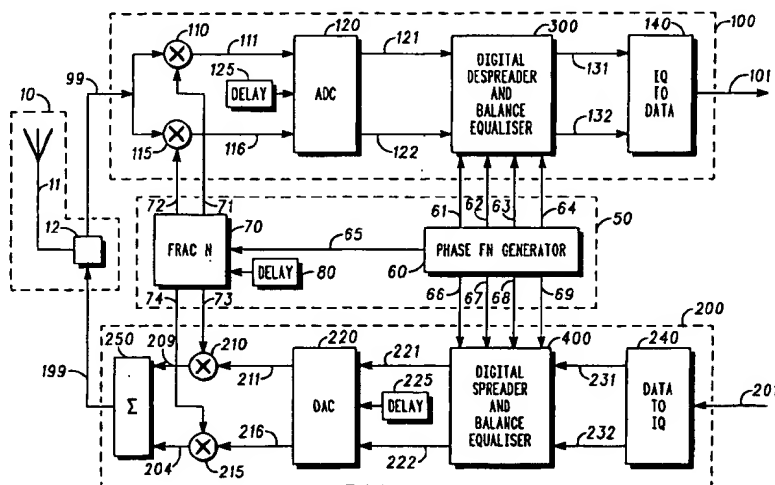 110
120
300
140
100
111
121
99
125
131
10
DELAY
ADC
DIGITAL
DESPREADER
AND
BALANCE
EQUALISER
IQ
TO
DATA
101
115
116
122
132
11
72
71
61
62
63
64
12
70
65
50
FRAC N
PHASE FN GENERATOR
DELAY
80
60
74
73
66
67
68
69
200
250
209
210
220
221
400
240
199
Σ
211
225
231
DAC
DELAY
DIGITAL
SPREADER
AND
BALANCE
EQUALISER
DATA
TO
IQ
201
204
215
216
222
232